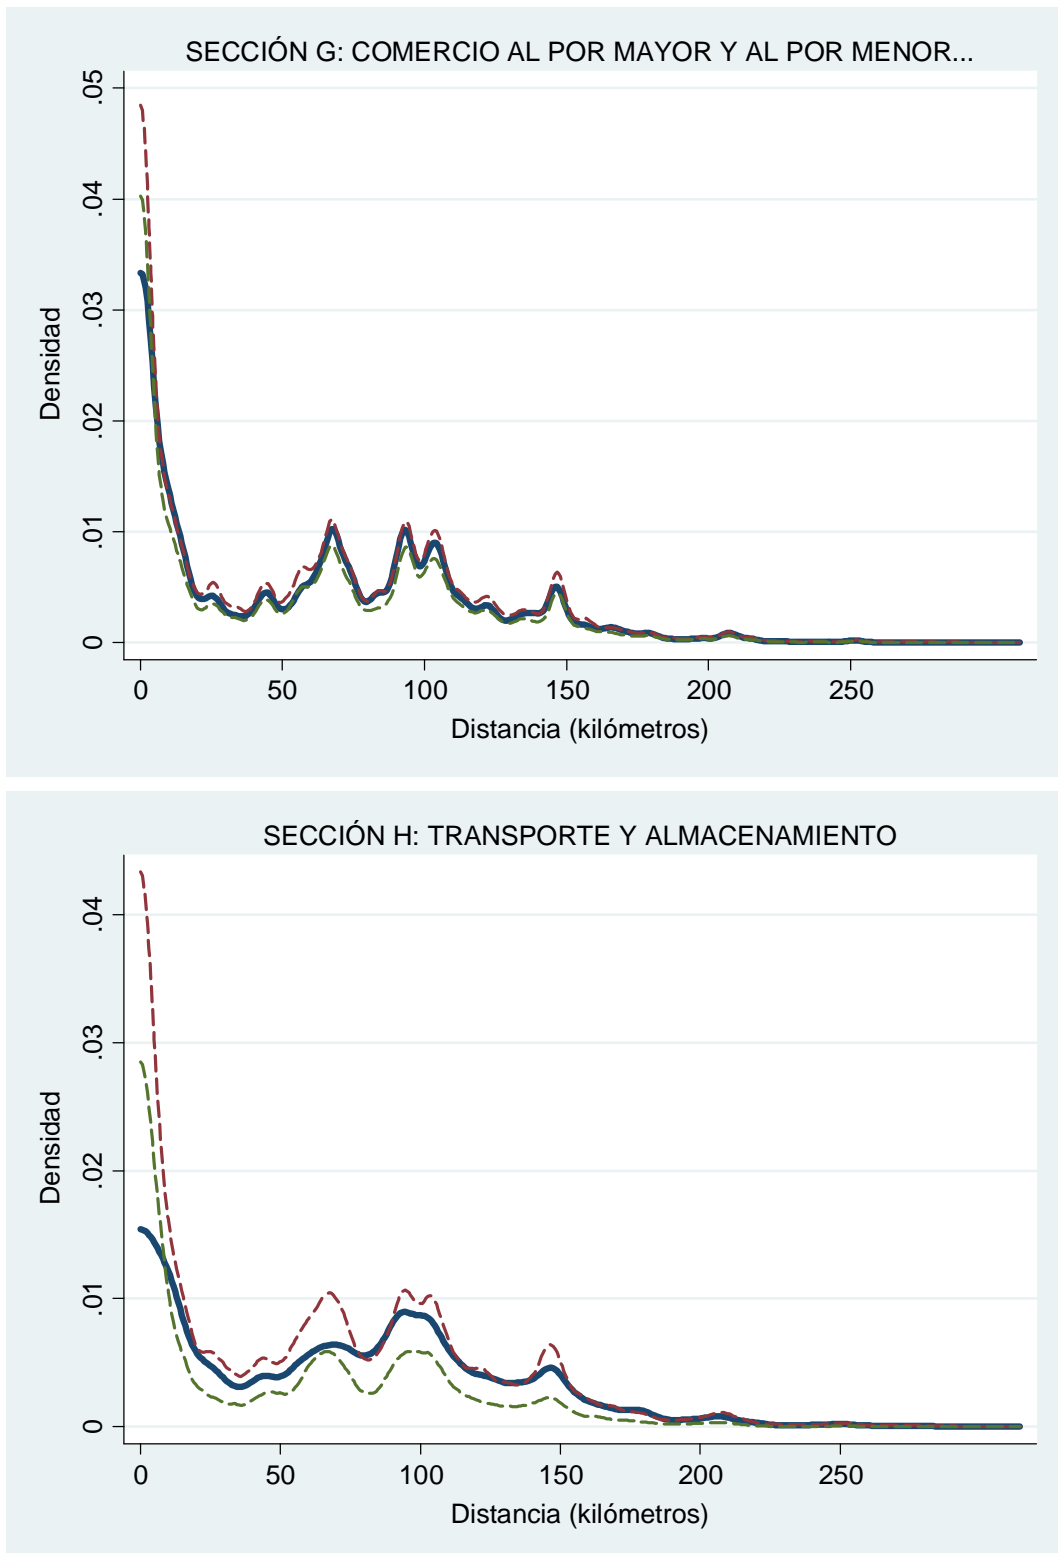 SECCIÓN G: COMERCIO AL POR MAYOR Y AL POR MENOR...
.05
.04
.03
.02
.01
0
Densidad
0 50 100 150 200 250
Distancia (kilómetros)
SECCIÓN H: TRANSPORTE Y ALMACENAMIENTO
.04
.03
.02
.01
0
Densidad
0 50 100 150 200 250
Distancia (kilómetros)